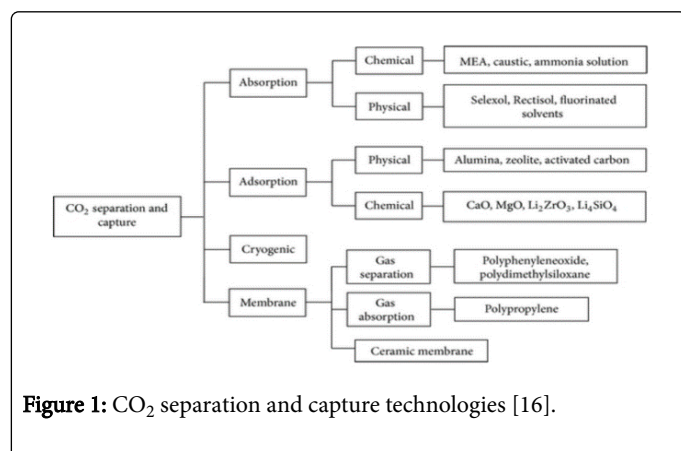 CO₂ separation and
capture
Absorption
Chemical
MEA, caustic, ammonia solution
Physical
Selexol, Rectisol, fluorinated
solvents
Adsorption
Physical
Alumina, zeolite, activated carbon
Chemical
CaO, MgO, Li₂ZrO₃, Li₄SiO₄
Cryogenic
Membrane
Gas
separation
Polyphenyleneoxide,
polydimethylsiloxane
Gas
absorption
Polypropylene
Ceramic membrane
Figure 1: CO₂ separation and capture technologies [16].